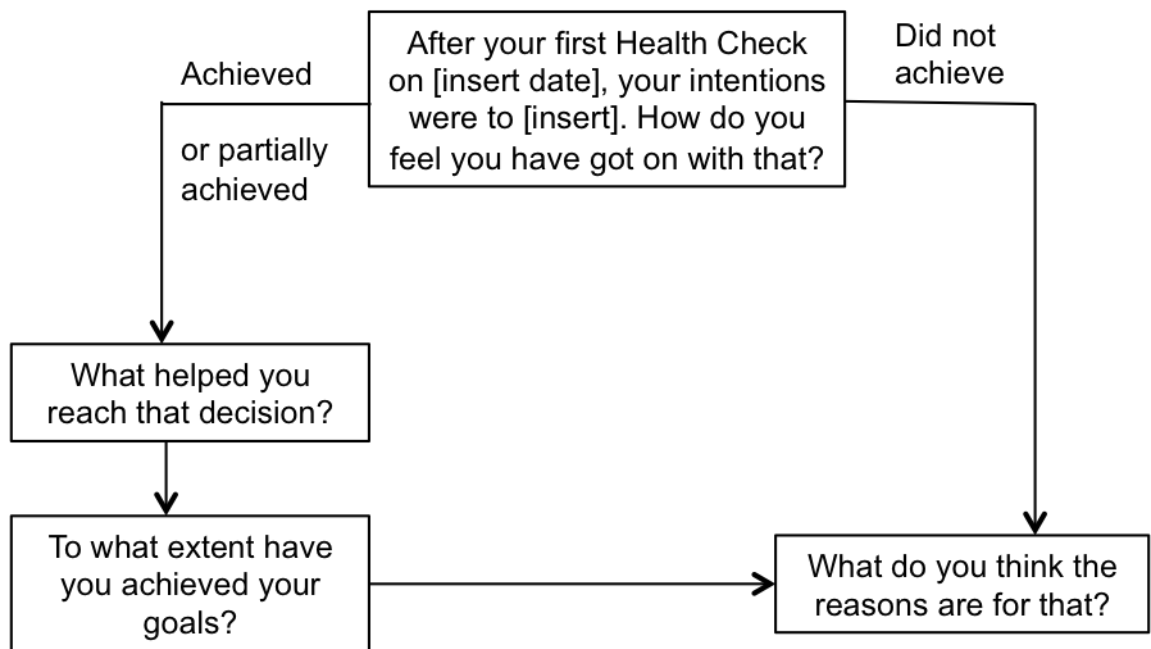 After your first Health Check
on [insert date], your intentions
were to [insert]. How do you
feel you have got on with that?
Achieved
or partially
achieved
Did not
achieve
What helped you
reach that decision?
To what extent have
you achieved your
goals?
What do you think the
reasons are for that?